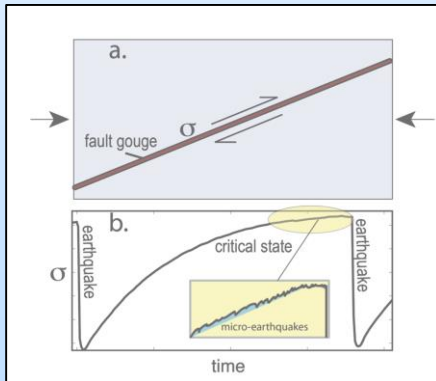 a.
σ
fault gouge
b.
earthquake
critical state
earthquake
σ
micro-earthquakes
time